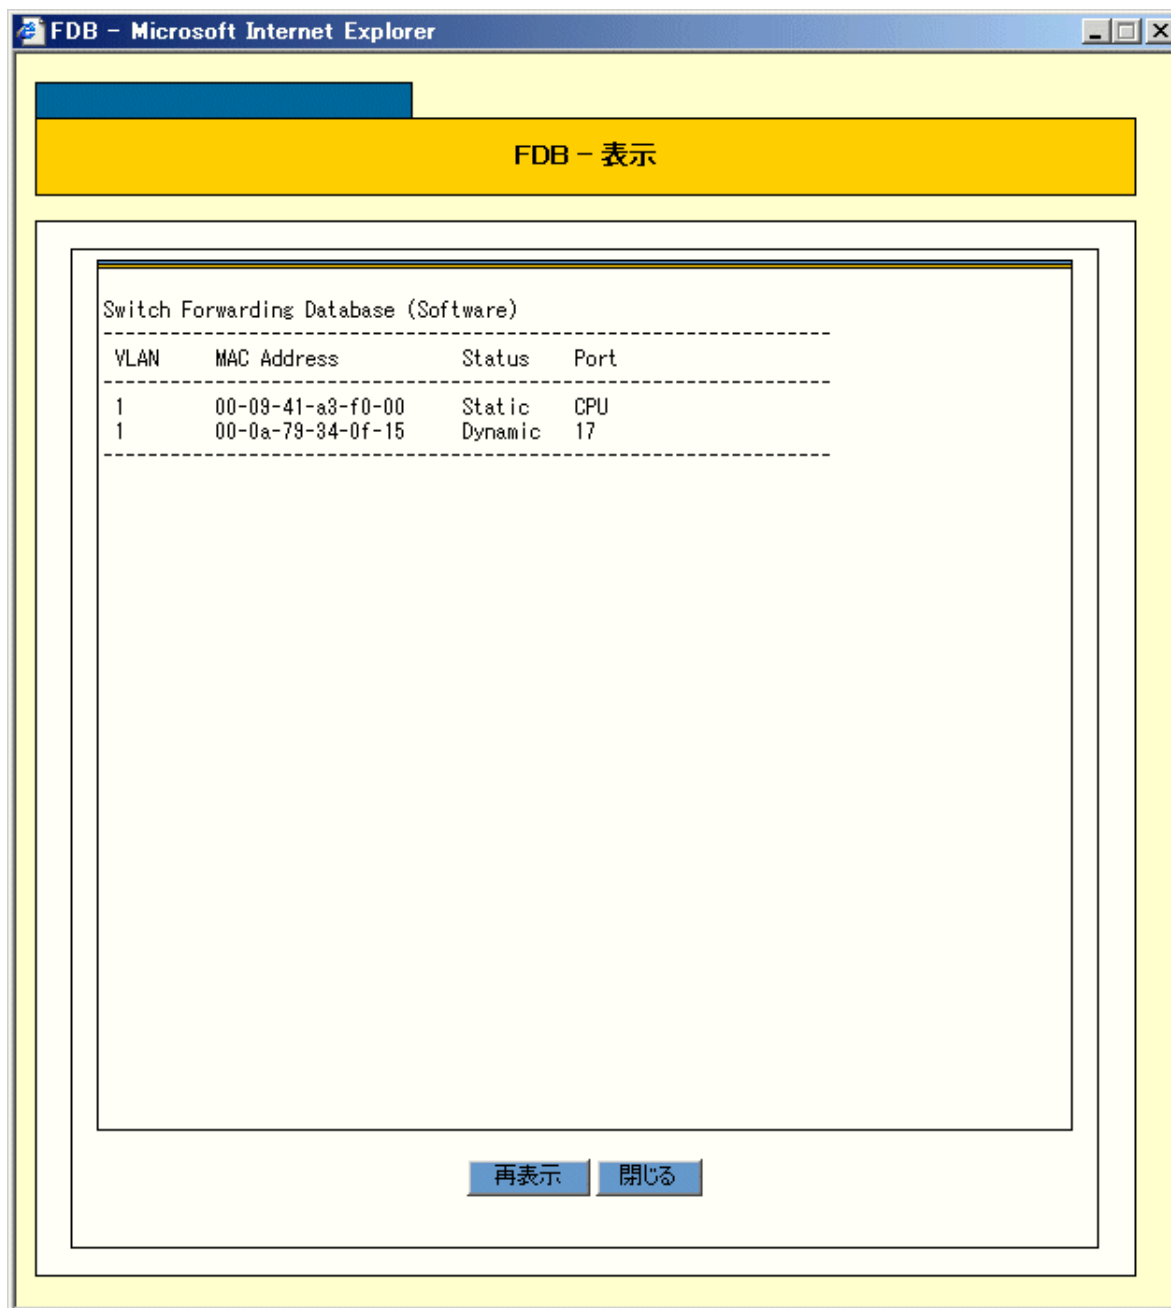 FDB - Microsoft Internet Explorer
FDB - 表示
Switch Forwarding Database (Software)
-----------------------------------------------------------------
VLAN MAC Address Status Port
-----------------------------------------------------------------
1 00-09-41-a3-f0-00 Static CPU
1 00-0a-79-34-0f-15 Dynamic 17
-----------------------------------------------------------------
再表示 閉じる